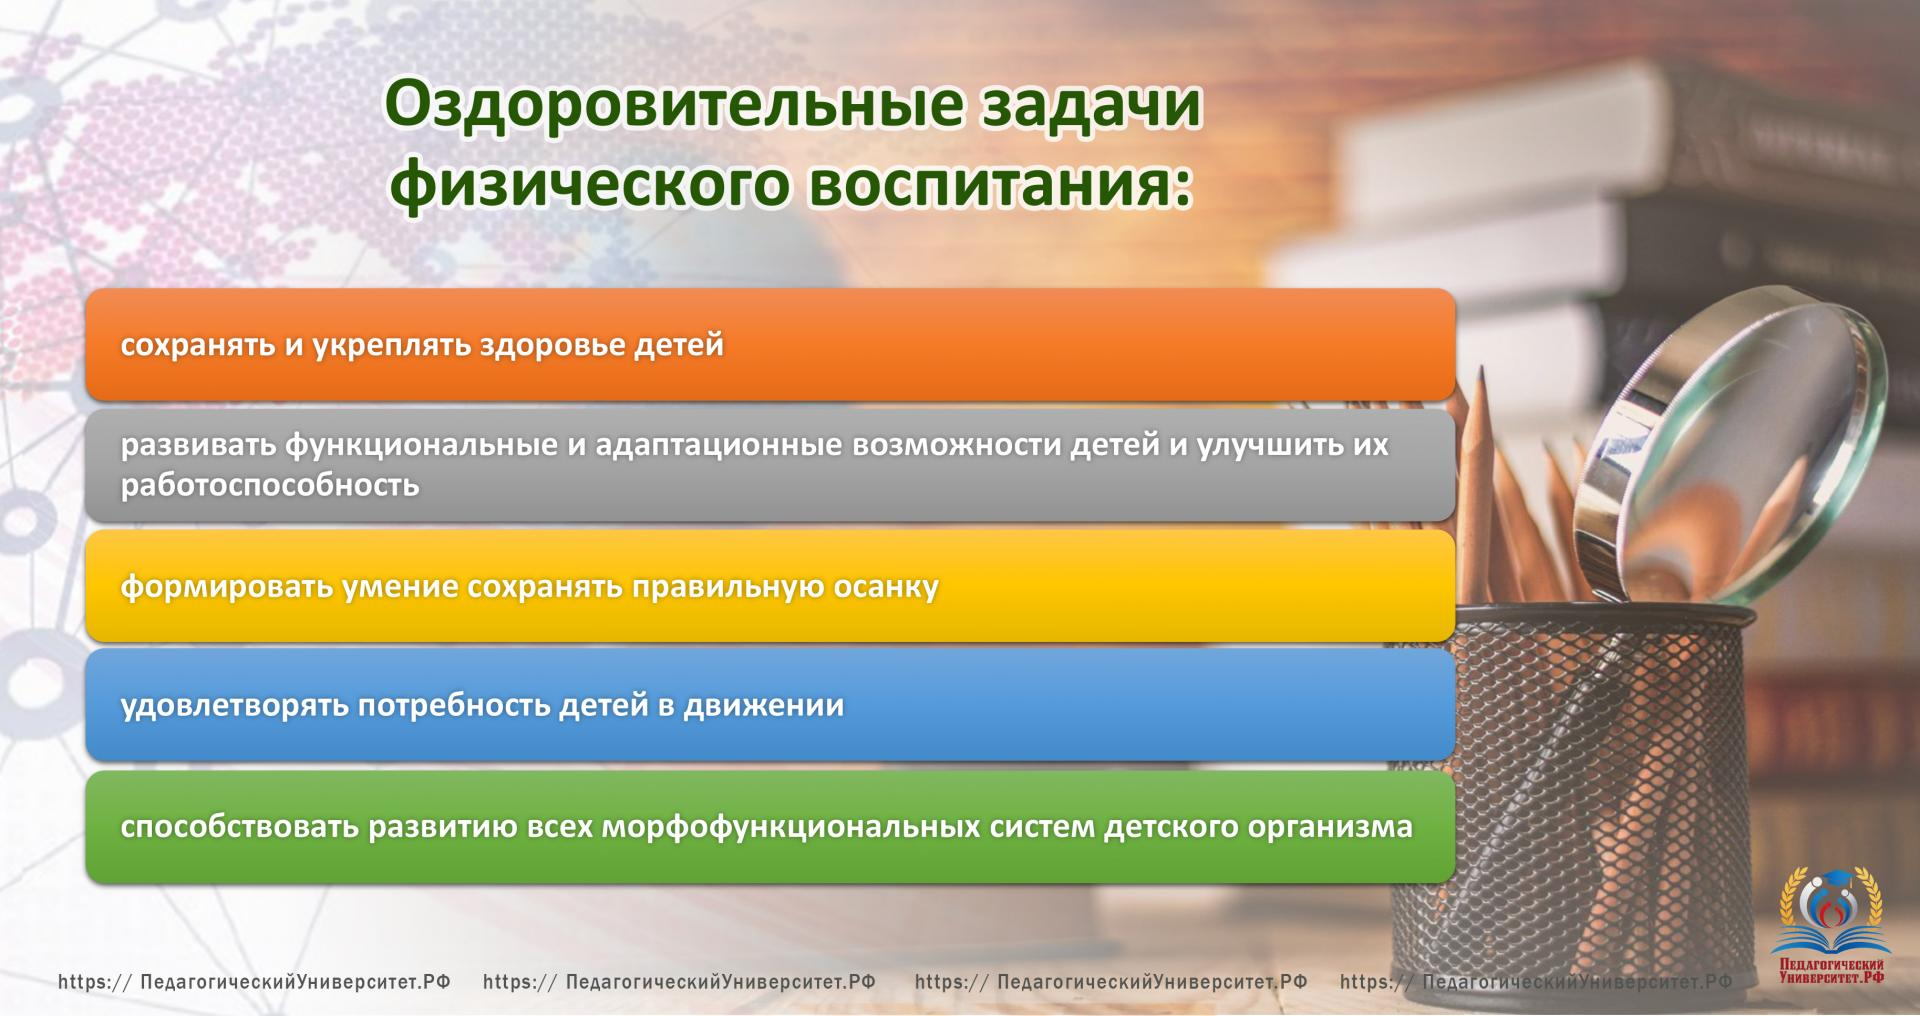 Оздоровительные задачи
физического воспитания:
сохранять и укреплять здоровье детей
развивать функциональные и адаптационные возможности детей и улучшить их
работоспособность
формировать умение сохранять правильную осанку
удовлетворять потребность детей в движении
способствовать развитию всех морфофункциональных систем детского организма
https:// ПедагогическийУниверситет.РФ https:// ПедагогическийУниверситет.РФ https:// ПедагогическийУниверситет.РФ https:// ПедагогическийУниверситет.РФ
Педагогический
Университет.РФ